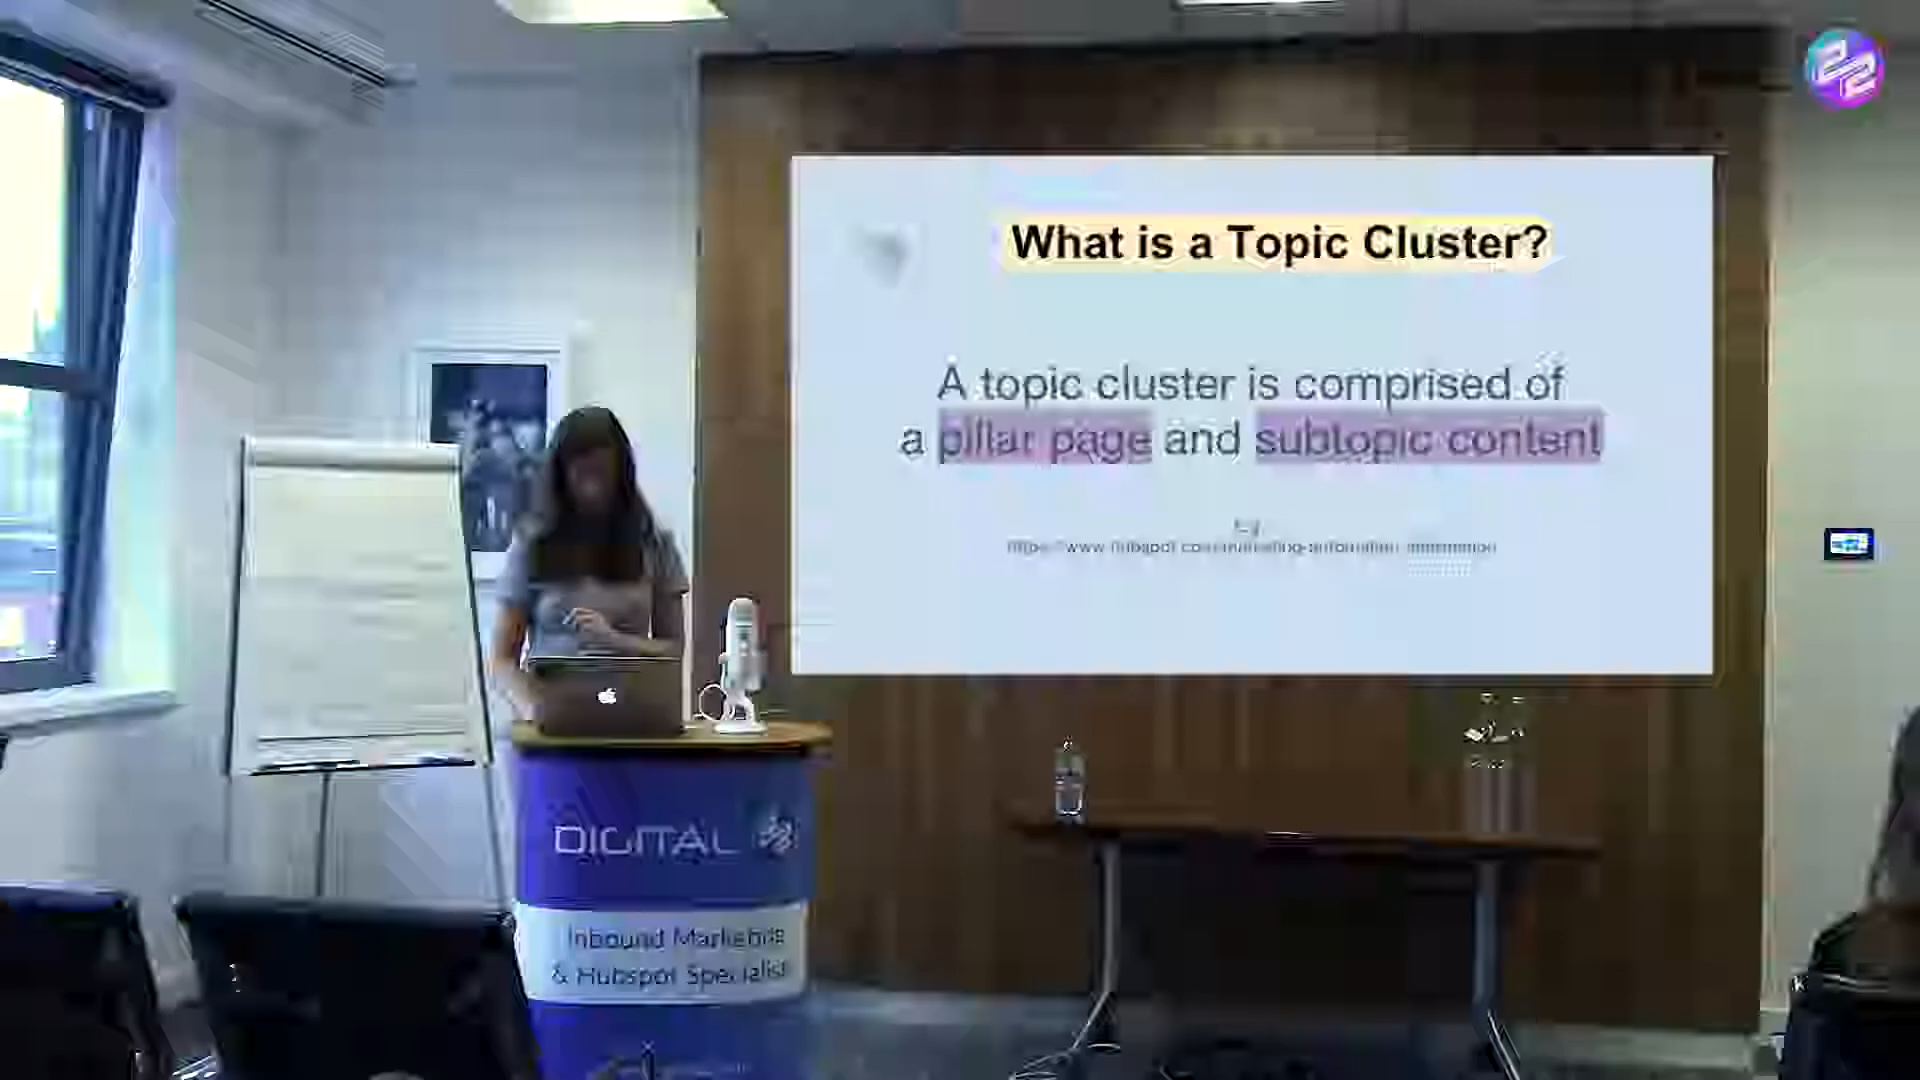 What is a Topic Cluster?
A topic cluster is comprised of
a pillar page and subtopic content
DIGITAL 22
Inbound Marketing
& Hubspot Specialist